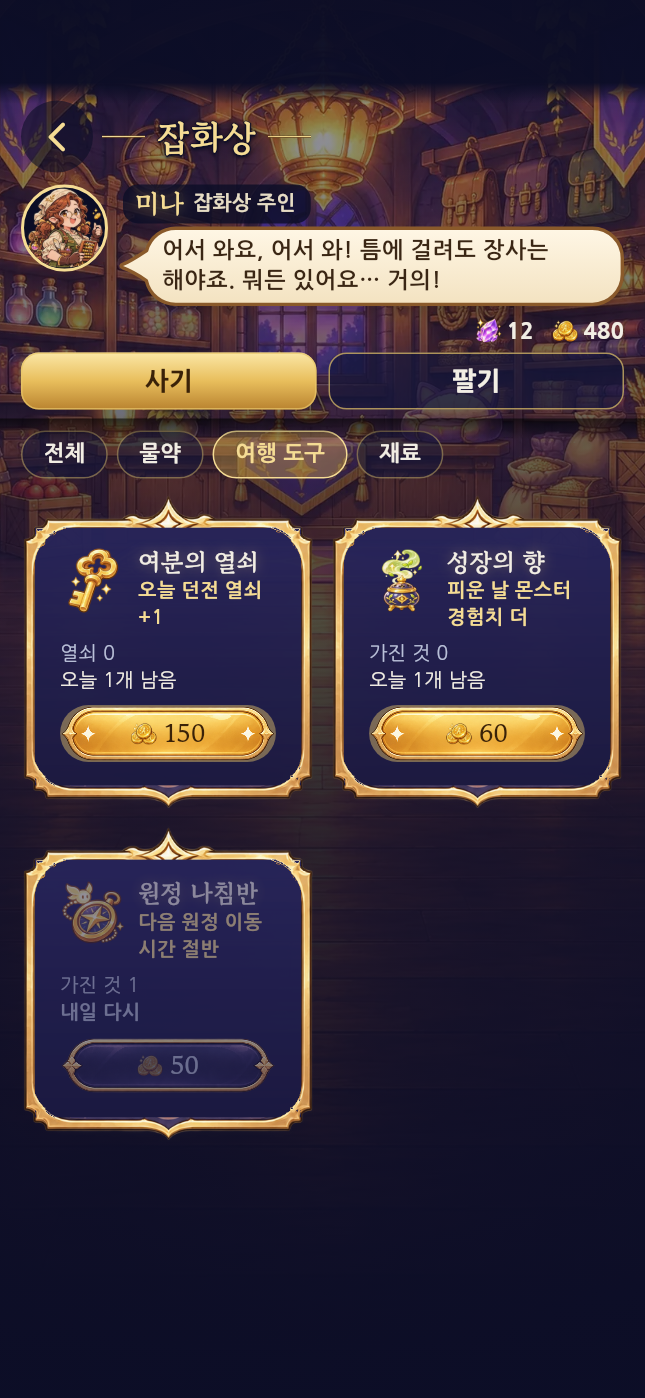 잡화상
미나 잡화상 주인
어서 와요, 어서 와! 틈에 걸려도 장사는
해야죠. 뭐든 있어요… 거의!
12 480
사기 팔기
전체 물약 여행 도구 재료
여분의 열쇠
오늘 던전 열쇠
+1
열쇠 0
오늘 1개 남음
150
성장의 향
피운 날 몬스터
경험치 더
가진 것 0
오늘 1개 남음
60
원정 나침반
다음 원정 이동
시간 절반
가진 것 1
내일 다시
50